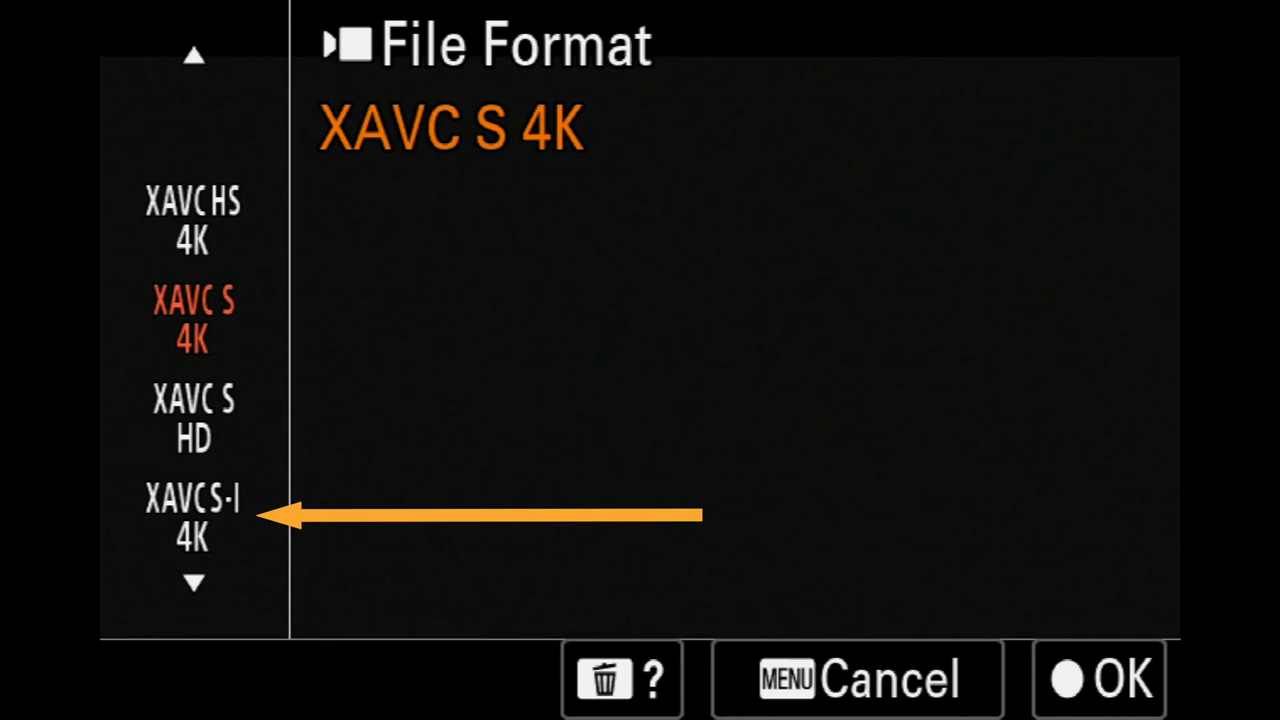 File Format
XAVC S 4K
XAVC HS
4K
XAVC S
4K
XAVC S
HD
XAVC S-I
4K
?
MENU Cancel
OK